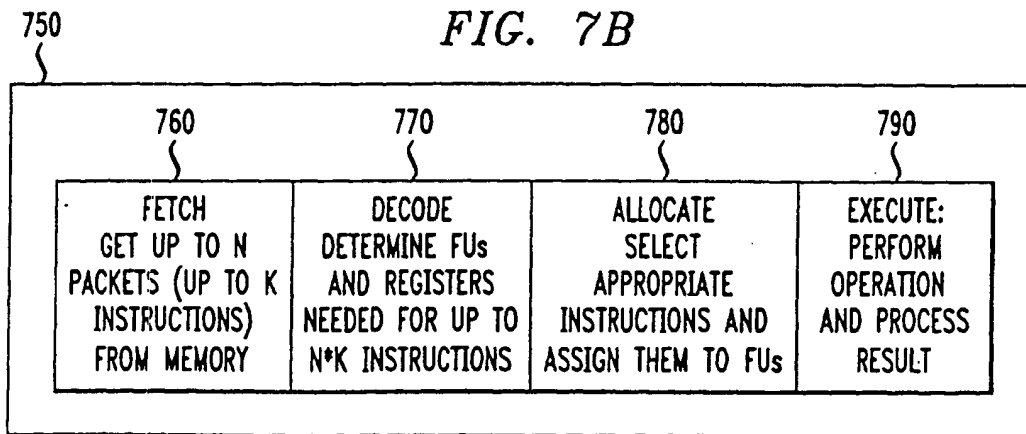 FIG. 7B
750
760
770
780
790
FETCH
GET UP TO N
PACKETS (UP TO K
INSTRUCTIONS)
FROM MEMORY
DECODE
DETERMINE FUs
AND REGISTERS
NEEDED FOR UP TO
N*K INSTRUCTIONS
ALLOCATE
SELECT
APPROPRIATE
INSTRUCTIONS AND
ASSIGN THEM TO FUs
EXECUTE:
PERFORM
OPERATION
AND PROCESS
RESULT